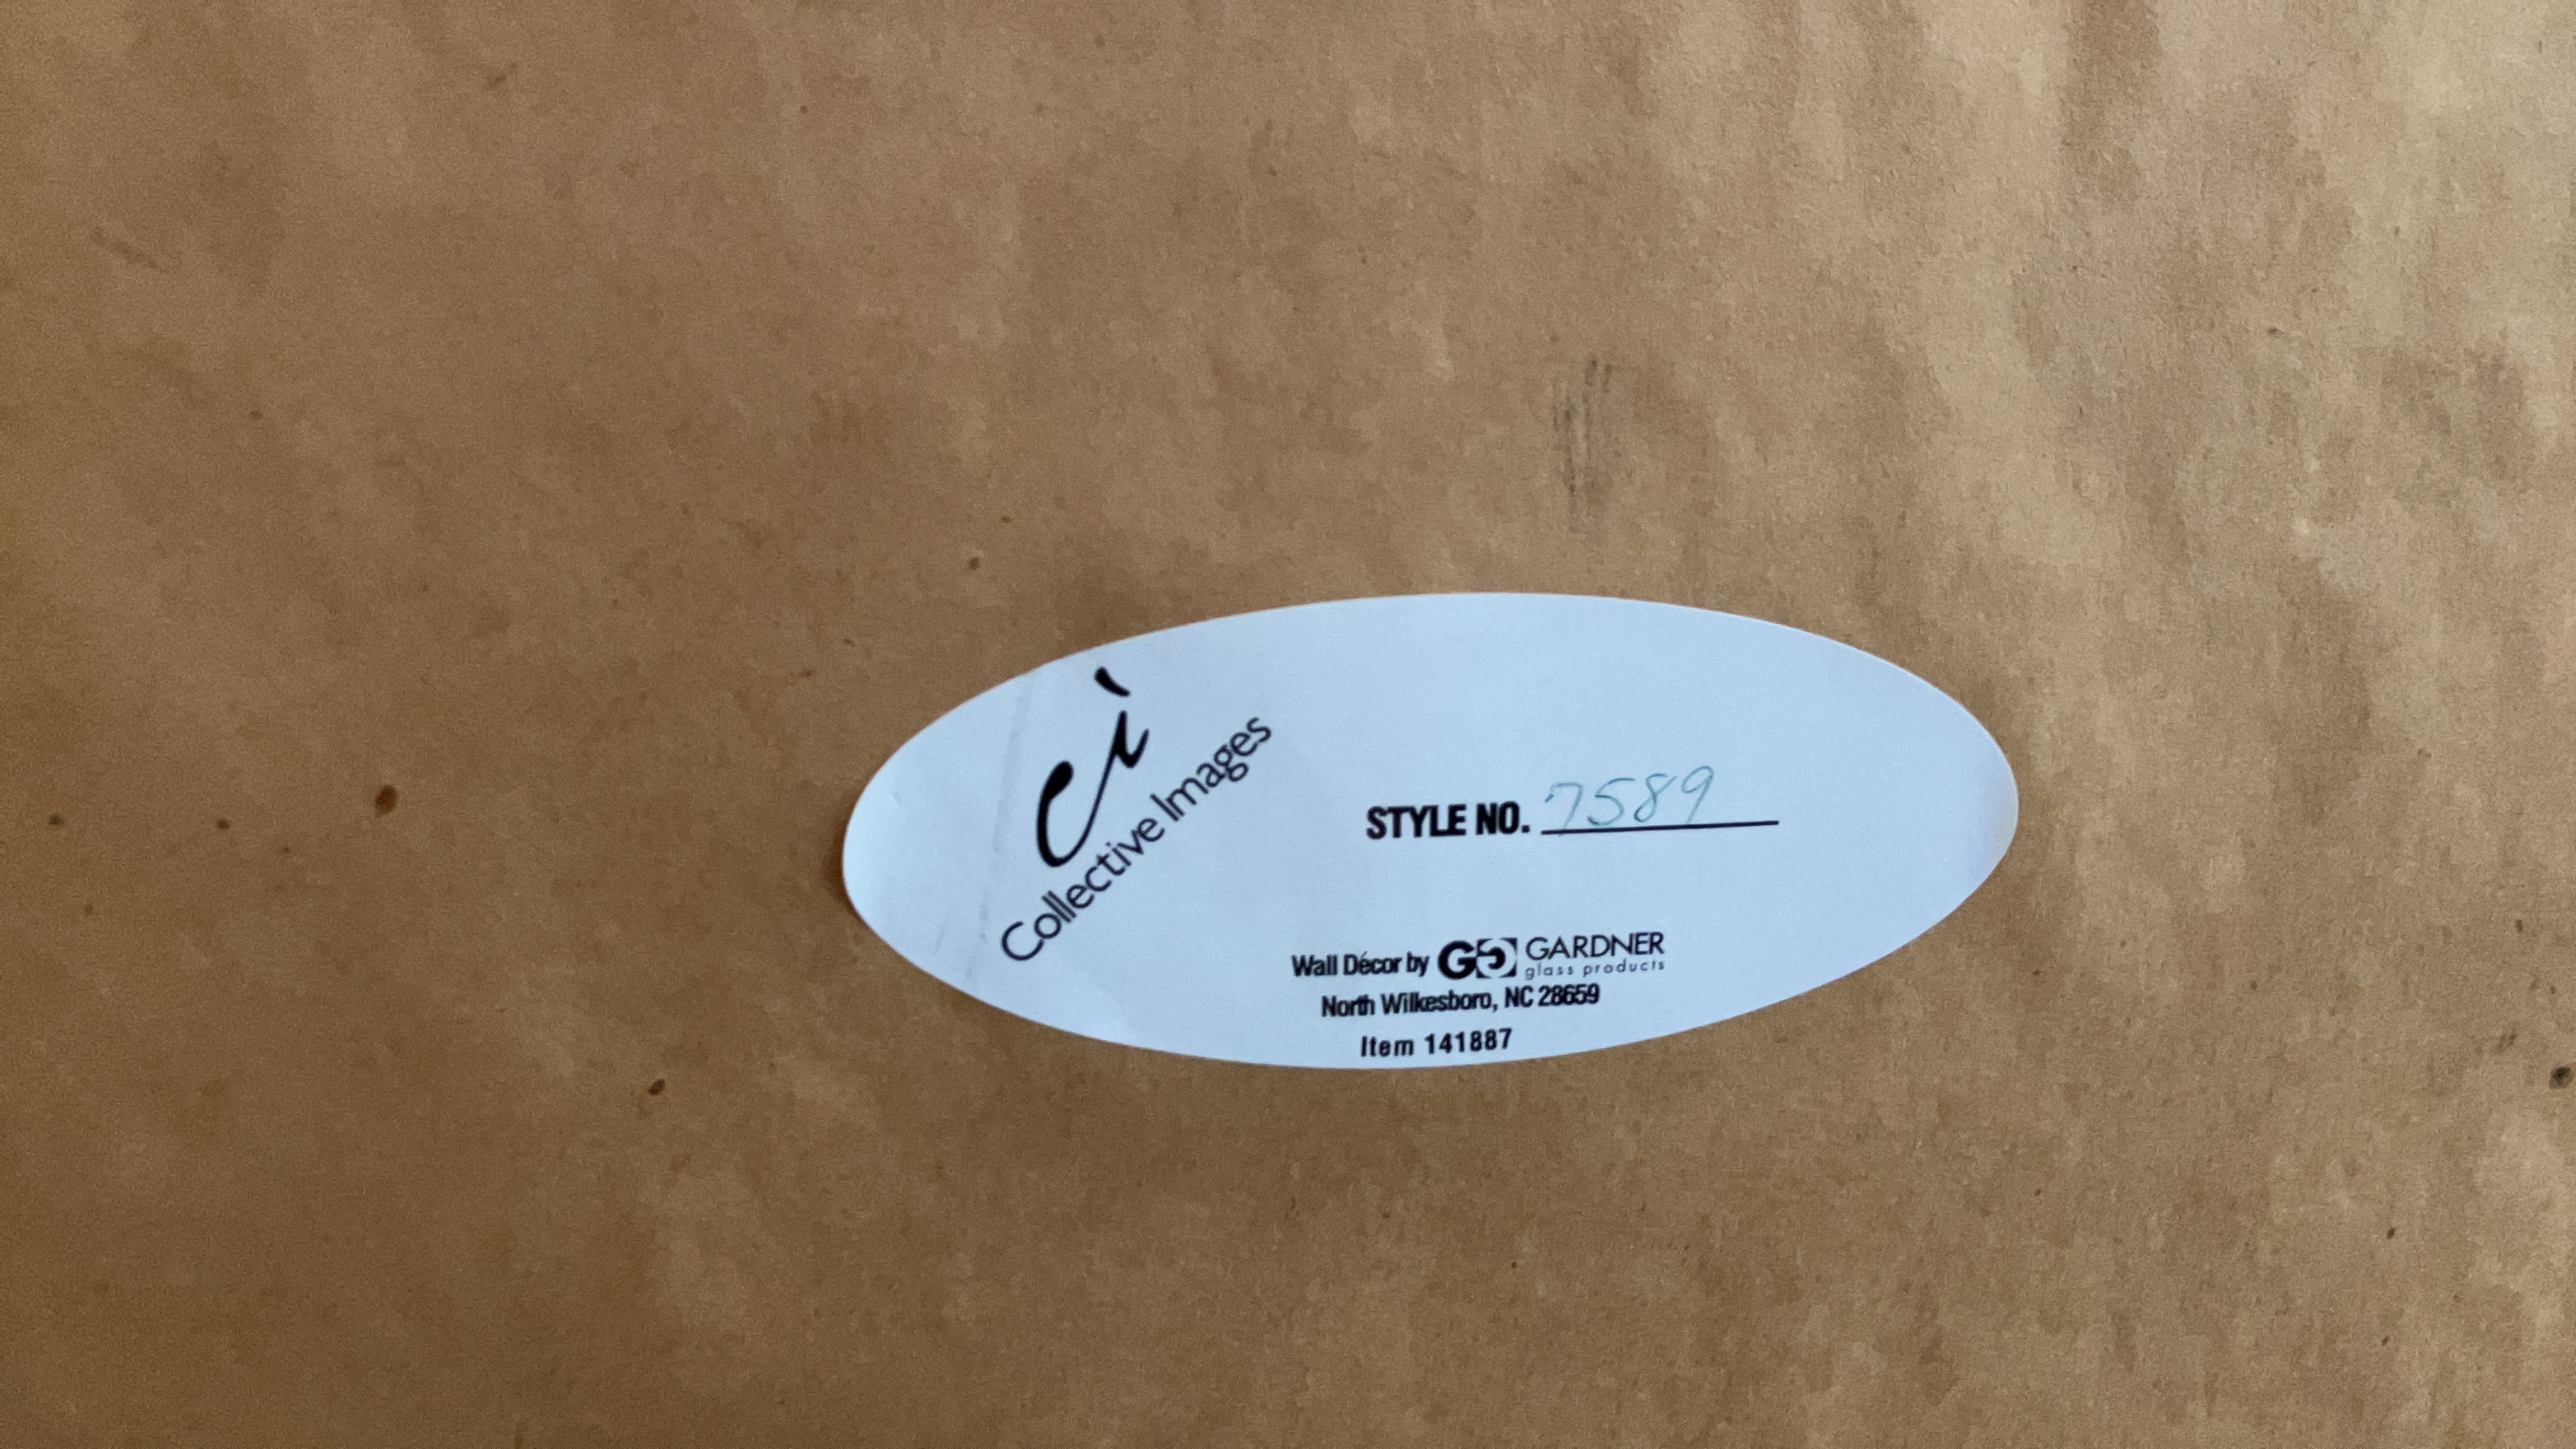 ci
Collective Images
STYLE NO. 7589
Wall Décor by GG GARDNER
glass products
North Wilkesboro, NC 28659
Item 141887